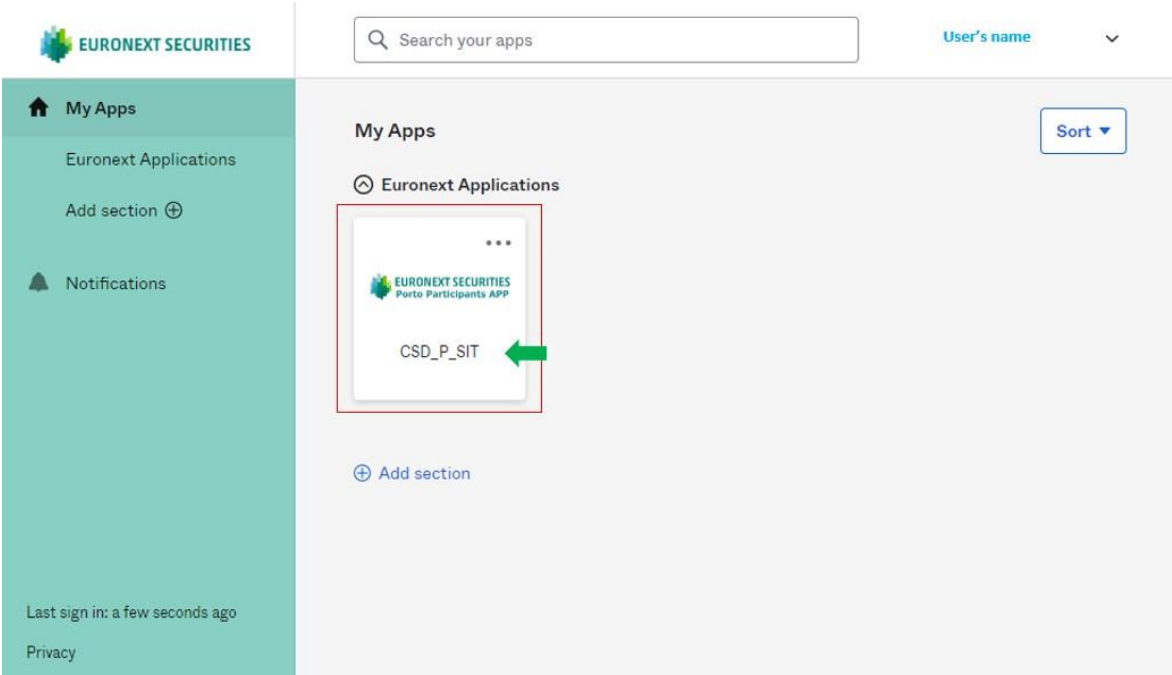 EURONEXT SECURITIES
Search your apps
User's name
My Apps
Euronext Applications
Add section
Notifications
Last sign in: a few seconds ago
Privacy
My Apps
Sort
Euronext Applications
EURONEXT SECURITIES
Porto Participants APP
CSD_P_SIT
Add section